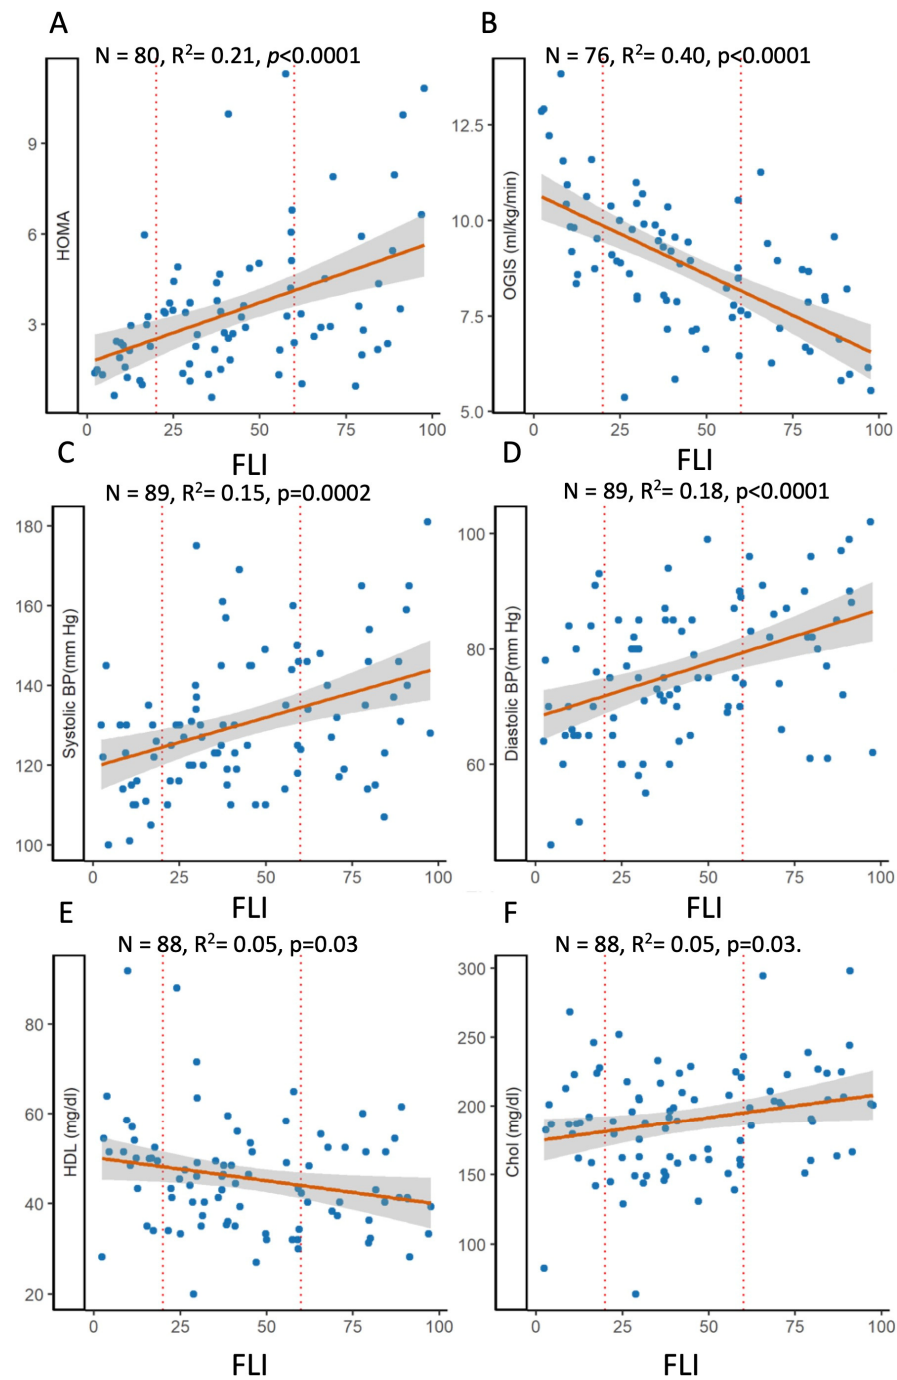 A
N = 80, R²= 0.21, p<0.0001
HOMA
9
6
3
0 25 50 75 100
FLI
B
N = 76, R²= 0.40, p<0.0001
OGIS (ml/kg/min)
12.5
10.0
7.5
5.0
0 25 50 75 100
FLI
C
N = 89, R²= 0.15, p=0.0002
Systolic BP(mm Hg)
180
160
140
120
100
0 25 50 75 100
FLI
D
N = 89, R²= 0.18, p<0.0001
Diastolic BP(mm Hg)
100
80
60
0 25 50 75 100
FLI
E
N = 88, R²= 0.05, p=0.03
HDL (mg/dl)
80
60
40
20
0 25 50 75 100
FLI
F
N = 88, R²= 0.05, p=0.03.
Chol (mg/dl)
300
250
200
150
100
0 25 50 75 100
FLI